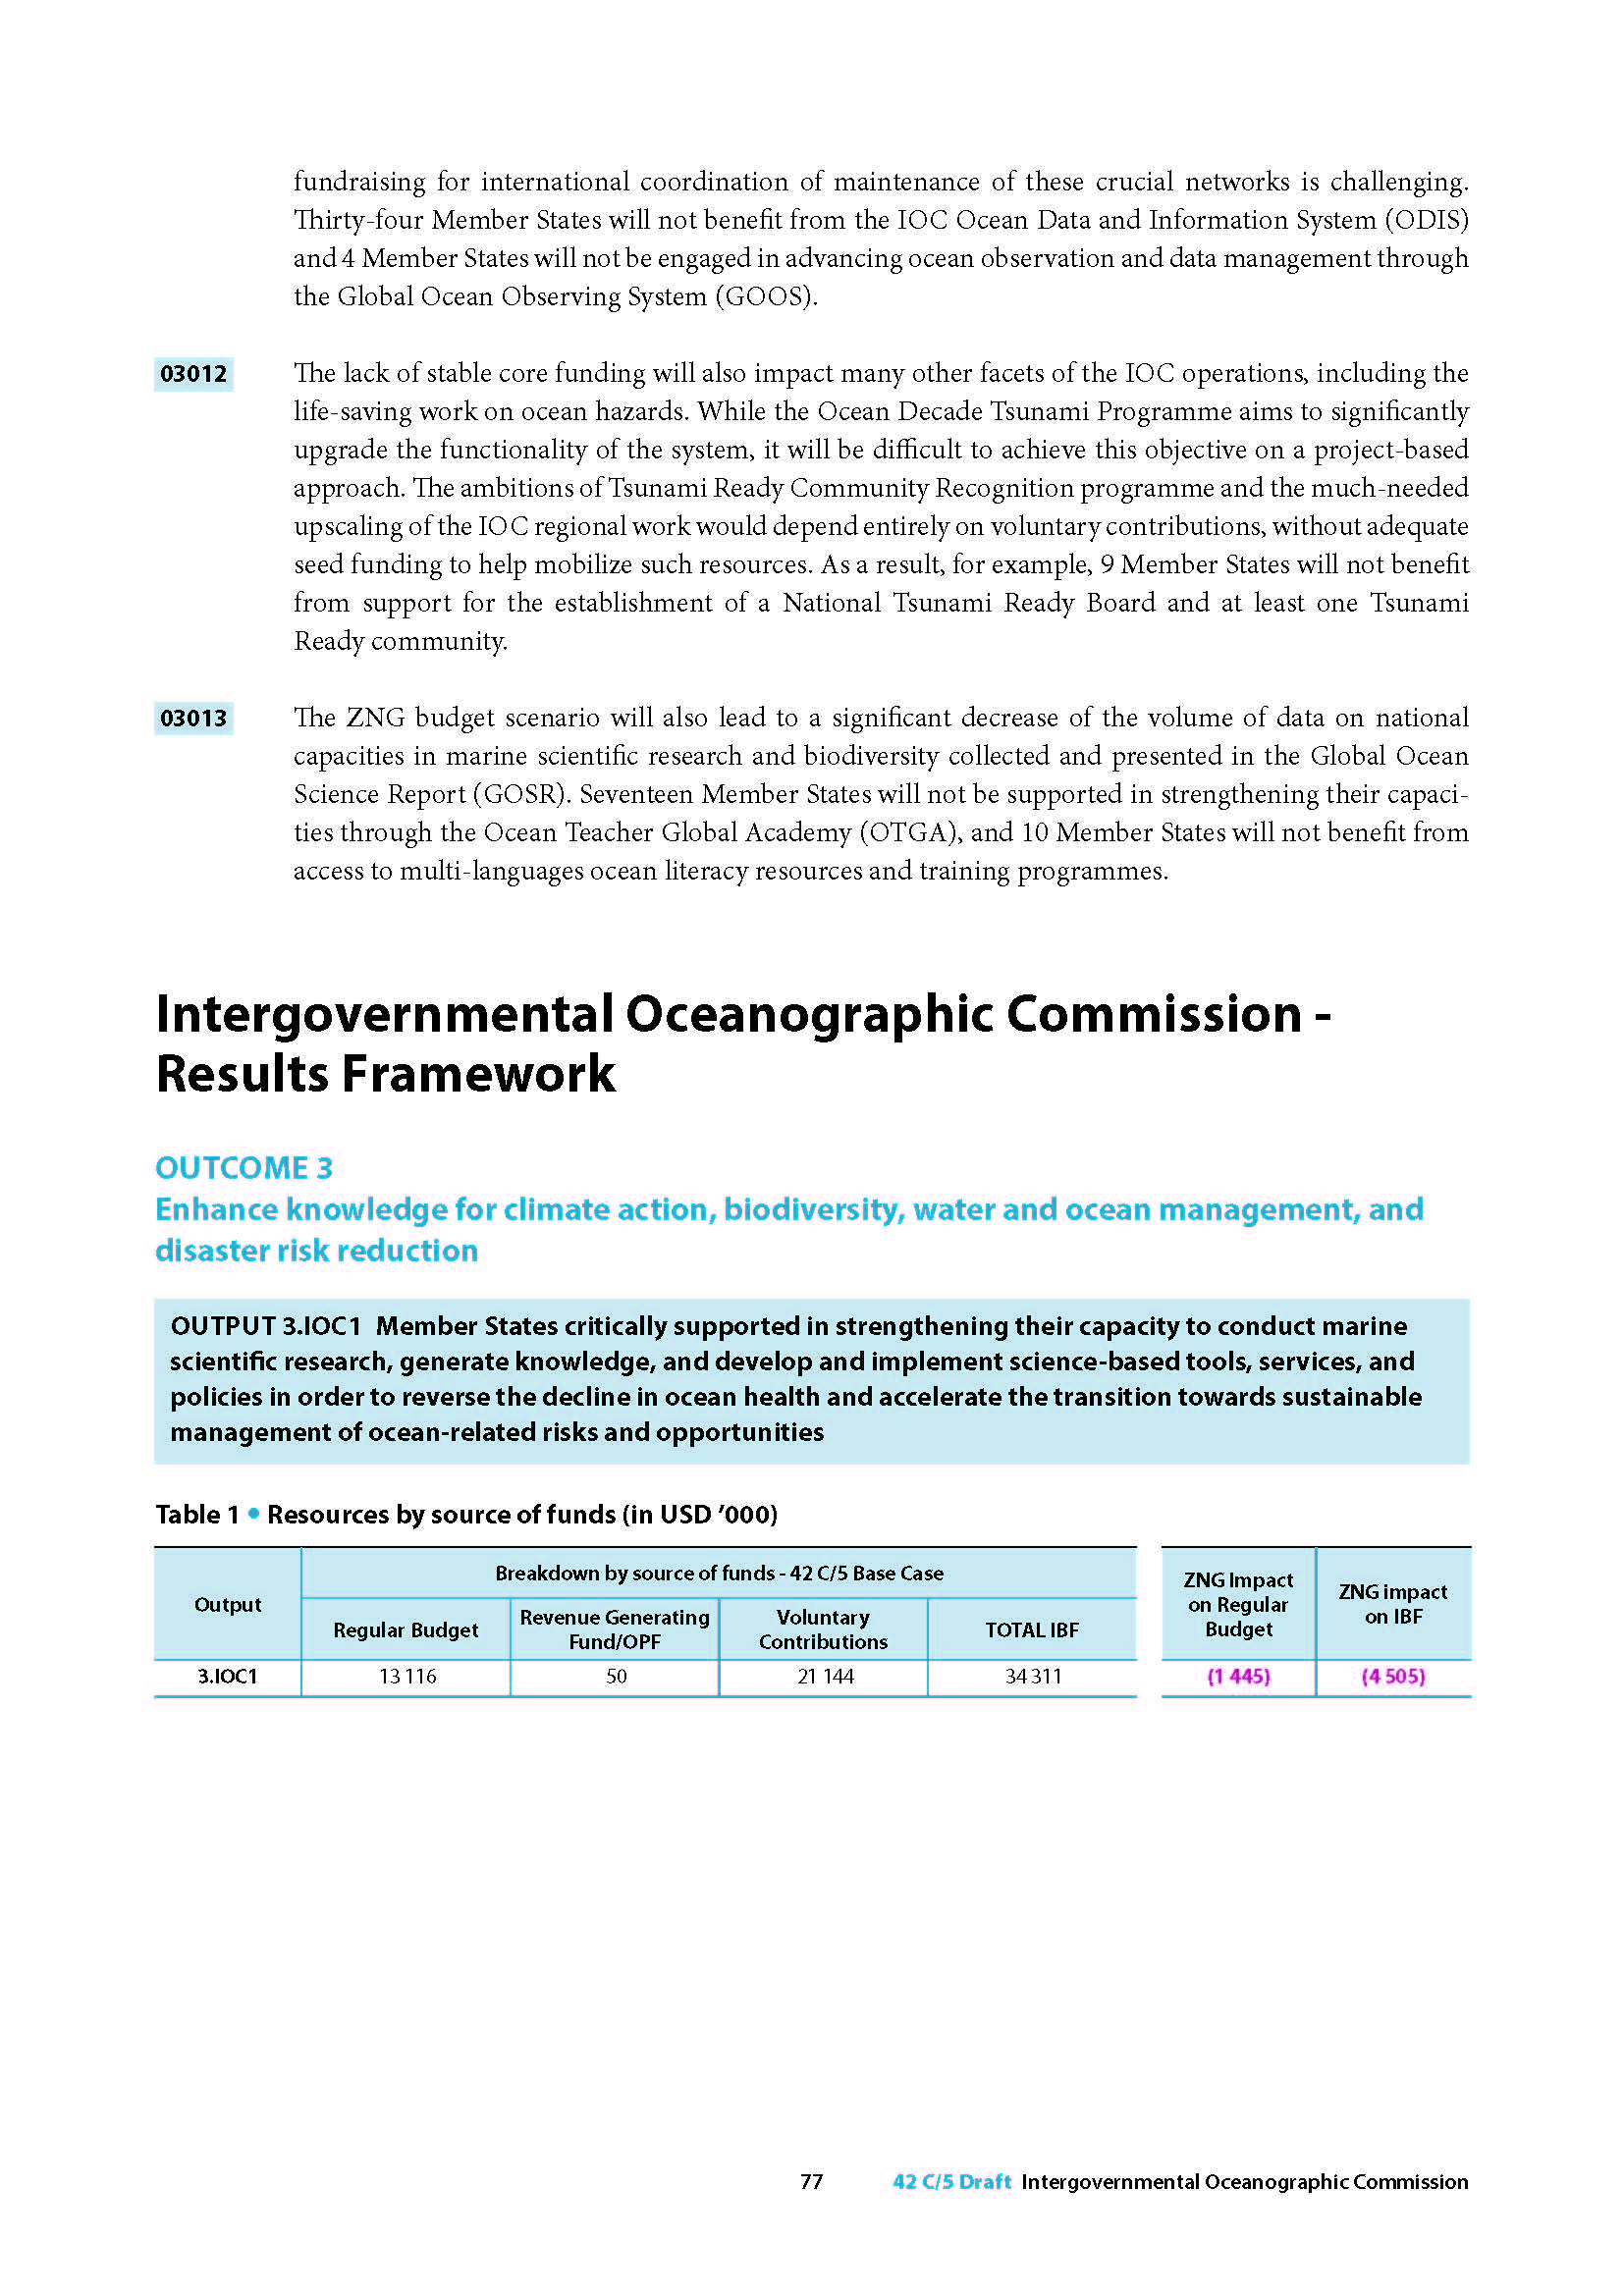 fundraising for international coordination of maintenance of these crucial networks is challenging.
Thirty-four Member States will not benefit from the IOC Ocean Data and Information System (ODIS)
and 4 Member States will not be engaged in advancing ocean observation and data management through
the Global Ocean Observing System (GOOS).
03012
The lack of stable core funding will also impact many other facets of the IOC operations, including the
life-saving work on ocean hazards. While the Ocean Decade Tsunami Programme aims to significantly
upgrade the functionality of the system, it will be difficult to achieve this objective on a project-based
approach. The ambitions of Tsunami Ready Community Recognition programme and the much-needed
upscaling of the IOC regional work would depend entirely on voluntary contributions, without adequate
seed funding to help mobilize such resources. As a result, for example, 9 Member States will not benefit
from support for the establishment of a National Tsunami Ready Board and at least one Tsunami
Ready community.
03013
The ZNG budget scenario will also lead to a significant decrease of the volume of data on national
capacities in marine scientific research and biodiversity collected and presented in the Global Ocean
Science Report (GOSR). Seventeen Member States will not be supported in strengthening their capaci-
ties through the Ocean Teacher Global Academy (OTGA), and 10 Member States will not benefit from
access to multi-languages ocean literacy resources and training programmes.
Intergovernmental Oceanographic Commission -
Results Framework
OUTCOME 3
Enhance knowledge for climate action, biodiversity, water and ocean management, and
disaster risk reduction
OUTPUT 3.IOC1 Member States critically supported in strengthening their capacity to conduct marine
scientific research, generate knowledge, and develop and implement science-based tools, services, and
policies in order to reverse the decline in ocean health and accelerate the transition towards sustainable
management of ocean-related risks and opportunities
Table 1 • Resources by source of funds (in USD ’000)
Output
Breakdown by source of funds - 42 C/5 Base Case
Regular Budget
Revenue Generating
Fund/OPF
Voluntary
Contributions
TOTAL IBF
ZNG Impact
on Regular
Budget
ZNG impact
on IBF
3.IOC1 13 116 50 21 144 34 311 (1 445) (4 505)
77 42 C/5 Draft Intergovernmental Oceanographic Commission